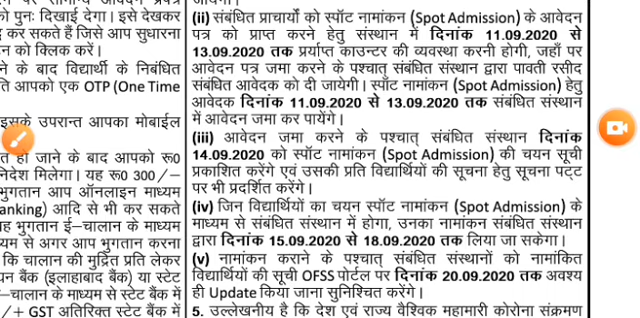 को पुनः दिखाई देगा। इसे देखकर
कर सकते हैं जिसे आप सुधारना
न को क्लिक करें।
ने के बाद विद्यार्थी के निबंधित
ति आपको एक OTP (One Time
इसके उपरान्त आपका मोबाईल
त हो जाने के बाद आपको रू0
निदेश मिलेगा। यह रू0 300/–
भुगतान आप ऑनलाइन माध्यम
anking) आदि से भी कर सकते
यह भुगतान ई–चालान के माध्यम
यम से अगर आप भुगतान करना
कि चालान की मुद्रित प्रति लेकर
यन बैंक (इलाहाबाद बैंक) या स्टेट
–चालान के माध्यम से स्टेट बैंक में
/+ GST अतिरिक्त स्टेट बैंक में
(ii) संबंधित प्राचार्यों को स्पॉट नामांकन (Spot Admission) के आवेदन
पत्र को प्राप्त करने हेतु संस्थान में दिनांक 11.09.2020 से
13.09.2020 तक प्रर्याप्त काउन्टर की व्यवस्था करनी होगी, जहाँ पर
आवेदन पत्र जमा करने के पश्चात् संबंधित संस्थान द्वारा पावती रसीद
संबंधित आवेदक को दी जायेगी। स्पॉट नामांकन (Spot Admission) हेतु
आवेदक दिनांक 11.09.2020 से 13.09.2020 तक संबंधित संस्थान
में आवेदन जमा कर पायेंगे।
(iii) आवेदन जमा करने के पश्चात् संबंधित संस्थान दिनांक
14.09.2020 को स्पॉट नामांकन (Spot Admission) की चयन सूची
प्रकाशित करेंगे एवं उसकी प्रति विद्यार्थियों की सूचना हेतु सूचना पट्ट
पर भी प्रदर्शित करेंगे।
(iv) जिन विद्यार्थियों का चयन स्पॉट नामांकन (Spot Admission) के
माध्यम से संबंधित संस्थान में होगा, उनका नामांकन संबंधित संस्थान
द्वारा दिनांक 15.09.2020 से 18.09.2020 तक लिया जा सकेगा।
(v) नामांकन कराने के पश्चात् संबंधित संस्थानों को नामांकित
विद्यार्थियों की सूची OFSS पोर्टल पर दिनांक 20.09.2020 तक अवश्य
ही Update किया जाना सुनिश्चित करेंगे।
5. उल्लेखनीय है कि देश एवं राज्य वैश्विक महामारी कोरोना संक्रमण